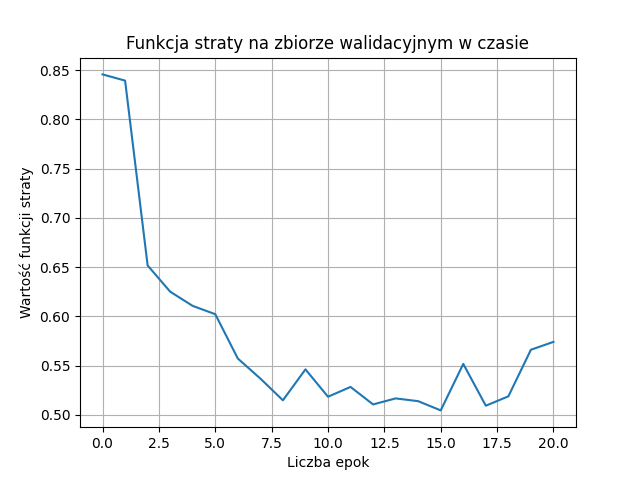 Funkcja straty na zbiorze walidacyjnym w czasie
0.85
0.80
0.75
0.70
0.65
0.60
0.55
0.50
Wartość funkcji straty
0.0 2.5 5.0 7.5 10.0 12.5 15.0 17.5 20.0
Liczba epok